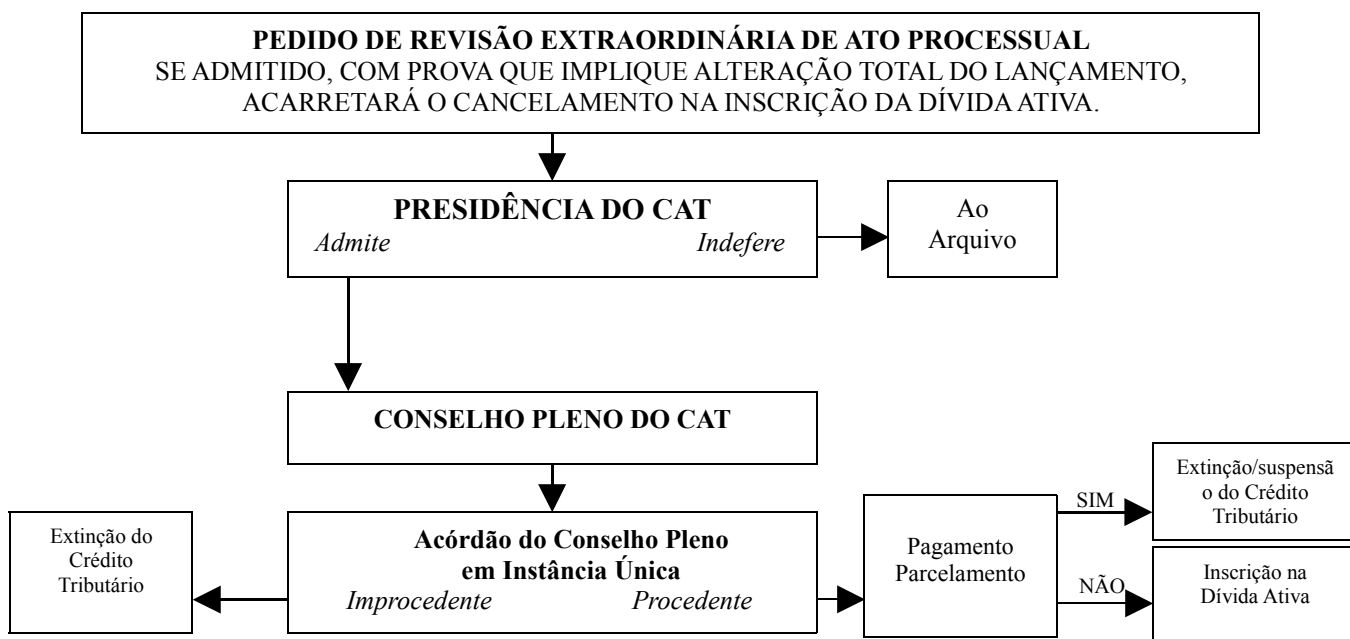 PEDIDO DE REVISÃO EXTRAORDINÁRIA DE ATO PROCESSUAL
SE ADMITIDO, COM PROVA QUE IMPLIQUE ALTERAÇÃO TOTAL DO LANÇAMENTO,
ACARRETARÁ O CANCELAMENTO NA INSCRIÇÃO DA DÍVIDA ATIVA.
PRESIDÊNCIA DO CAT
Admite Indefere
Ao
Arquivo
CONSELHO PLENO DO CAT
Acórdão do Conselho Pleno
em Instância Única
Improcedente Procedente
Extinção do
Crédito
Tributário
Pagamento
Parcelamento
SIM
Extinção/suspensã
o do Crédito
Tributário
NÃO
Inscrição na
Dívida Ativa